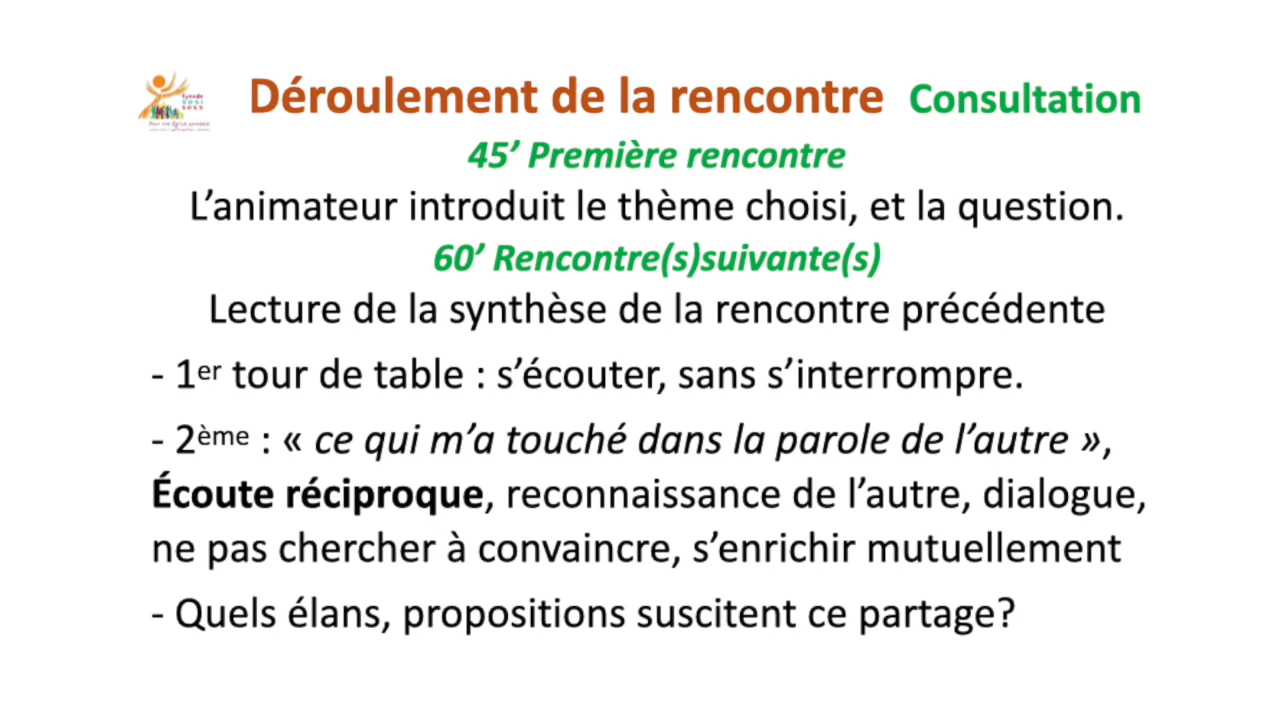 Déroulement de la rencontre Consultation
45’ Première rencontre
L’animateur introduit le thème choisi, et la question.
60’ Rencontre(s)suivante(s)
Lecture de la synthèse de la rencontre précédente
- 1er tour de table : s’écouter, sans s’interrompre.
- 2ème : « ce qui m’a touché dans la parole de l’autre »,
Écoute réciproque, reconnaissance de l’autre, dialogue,
ne pas chercher à convaincre, s’enrichir mutuellement
- Quels élans, propositions suscitent ce partage?